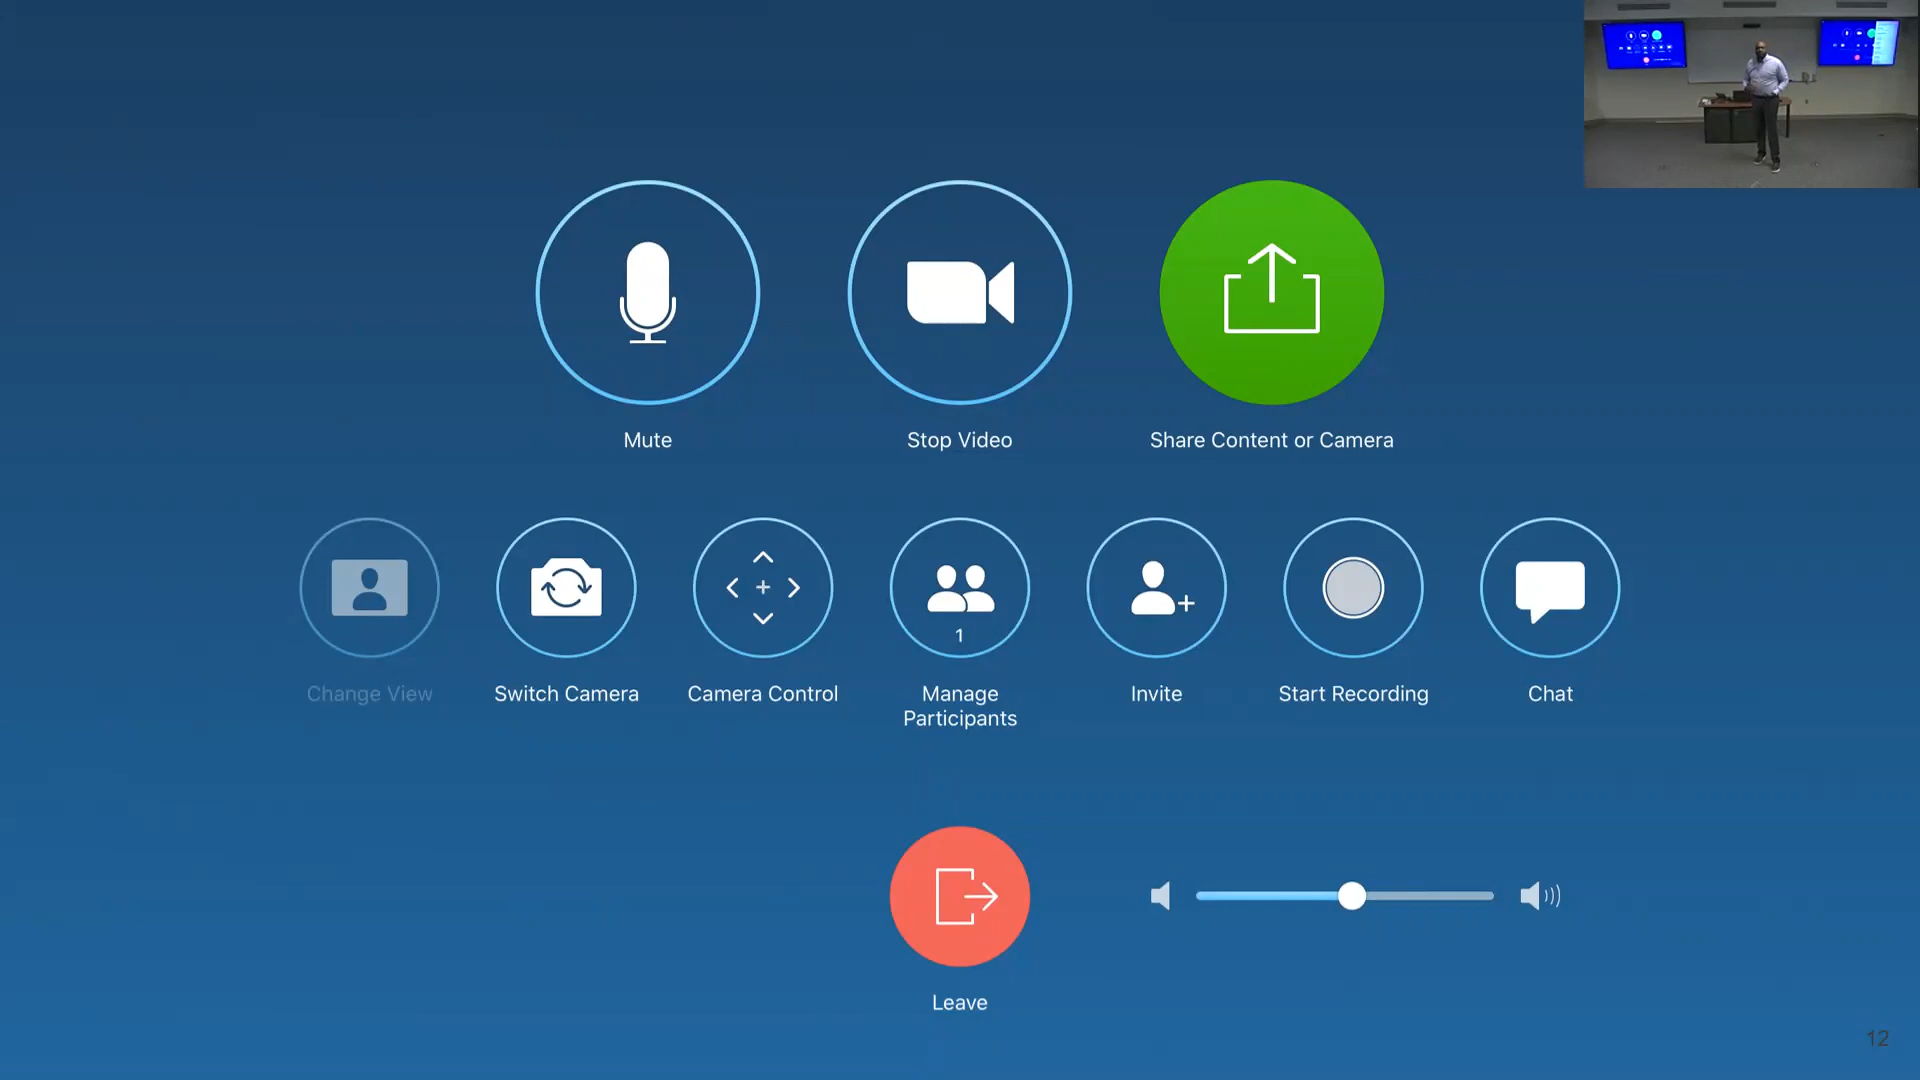 Mute
Stop Video
Share Content or Camera
1
Change View
Switch Camera
Camera Control
Manage
Participants
Invite
Start Recording
Chat
Leave
12